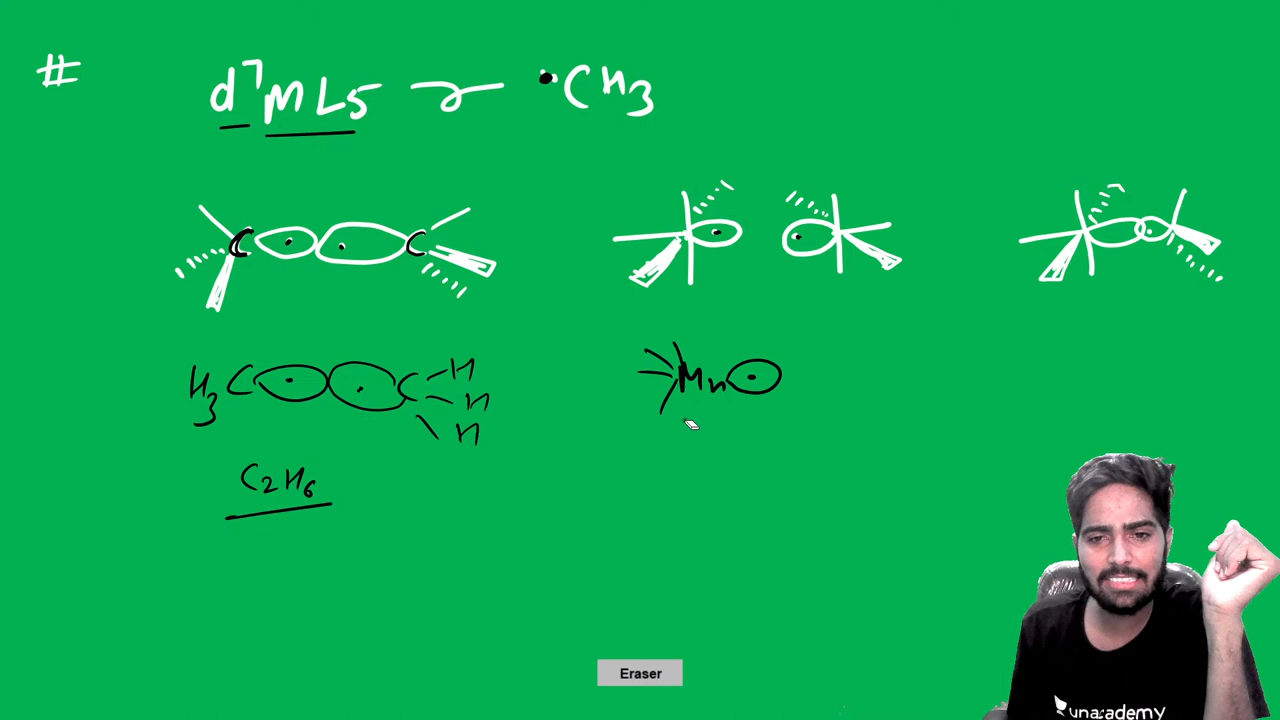 #
d⁷ML5 •CH3
C C
H3C C H
H
H
Mn
C2H6
Eraser
unacademy